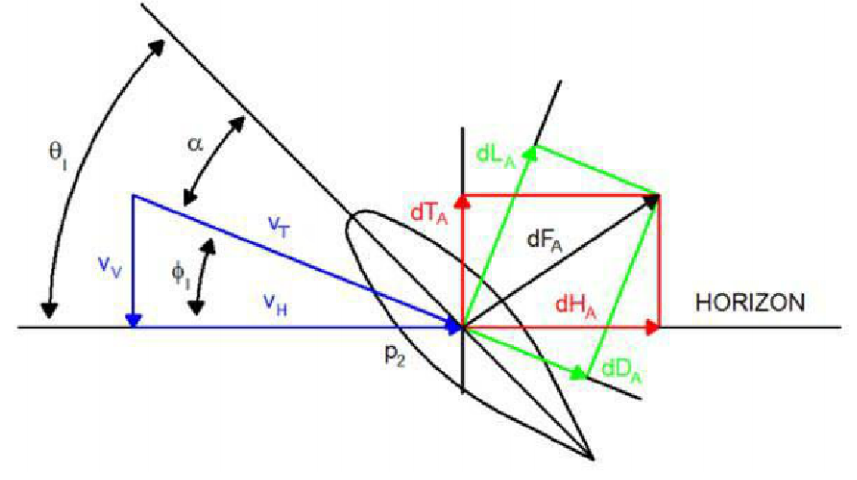 θI
α
dLA
dTA
vT
dFA
vV
ϕI
vH
dHA
HORIZON
p2
dDA